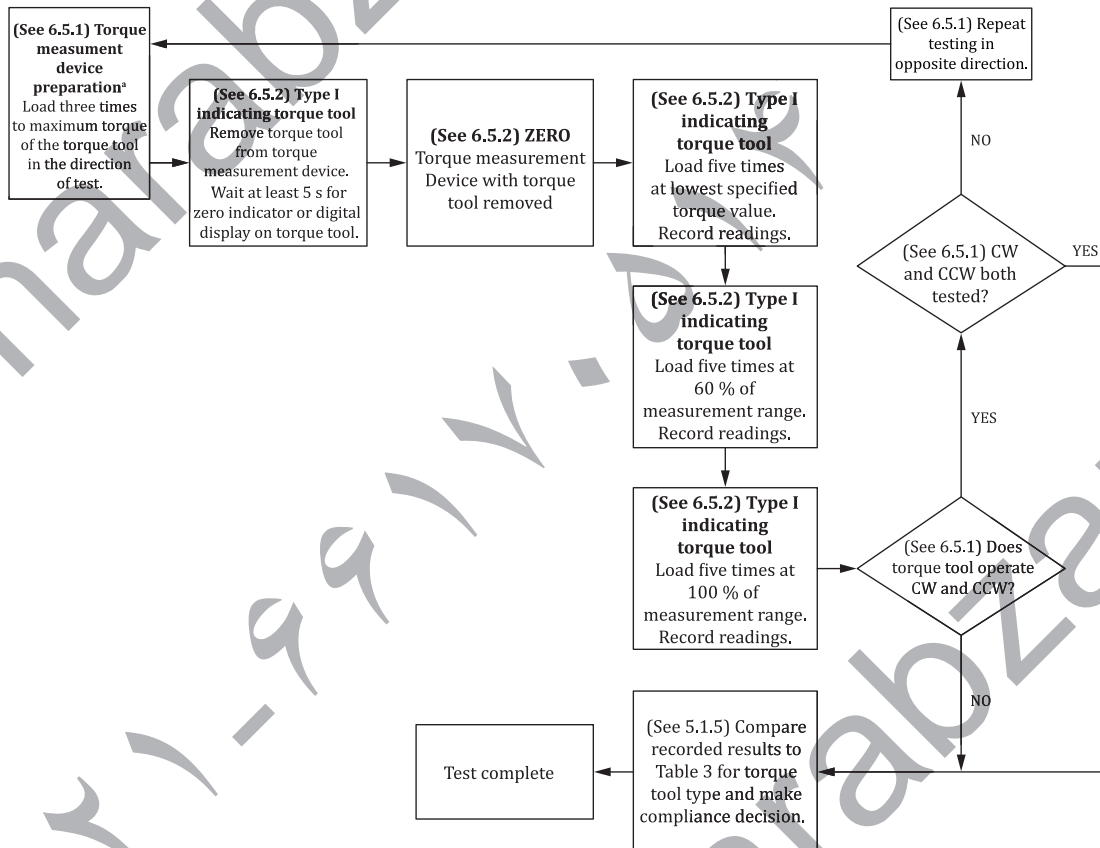 (See 6.5.1) Torque
measument
device
preparationᵃ
Load three times
to maximum torque
of the torque tool
in the direction
of test.
(See 6.5.2) Type I
indicating torque tool
Remove torque tool
from torque
measurement device.
Wait at least 5 s for
zero indicator or digital
display on torque tool.
(See 6.5.2) ZERO
Torque measurement
Device with torque
tool removed
(See 6.5.2) Type I
indicating
torque tool
Load five times
at lowest specified
torque value.
Record readings.
(See 6.5.2) Type I
indicating
torque tool
Load five times at
60 % of
measurement range.
Record readings.
(See 6.5.2) Type I
indicating
torque tool
Load five times at
100 % of
measurement range.
Record readings.
(See 6.5.1) Does
torque tool operate
CW and CCW?
YES
NO
(See 6.5.1) CW
and CCW both
tested?
YES
NO
(See 6.5.1) Repeat
testing in
opposite direction.
(See 5.1.5) Compare
recorded results to
Table 3 for torque
tool type and make
compliance decision.
Test complete